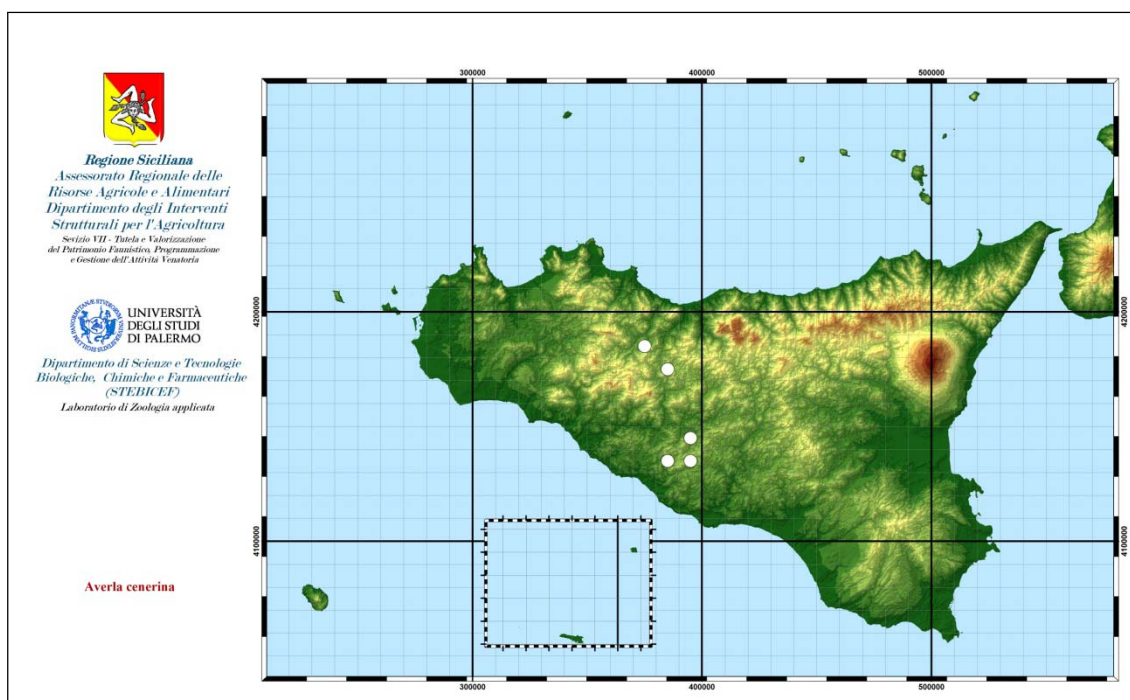 Regione Siciliana
Assessorato Regionale delle
Risorse Agricole e Alimentari
Dipartimento degli Interventi
Strutturali per l'Agricoltura
Sevizio VII - Tutela e Valorizzazione
del Patrimonio Faunistico, Programmazione
e Gestione dell'Attività Venatoria
UNIVERSITÀ
DEGLI STUDI
DI PALERMO
Dipartimento di Scienze e Tecnologie
Biologiche, Chimiche e Farmaceutiche
(STEBICEF)
Laboratorio di Zoologia applicata
Averla cenerina
300000
400000
500000
4200000
4200000
4100000
4100000
300000
400000
500000